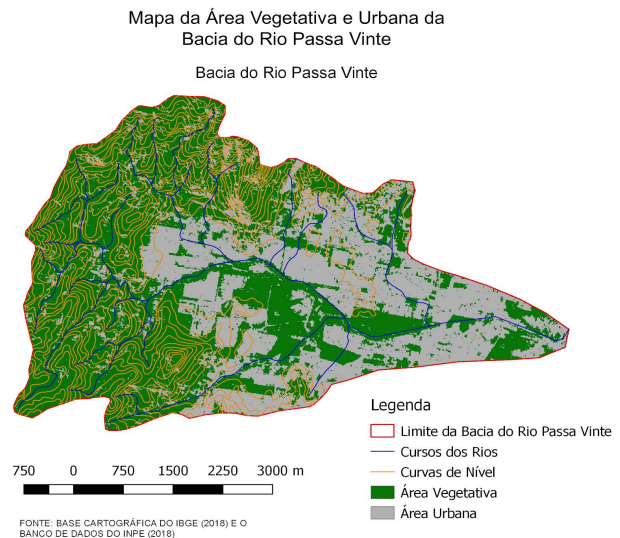 Mapa da Área Vegetativa e Urbana da
Bacia do Rio Passa Vinte
Bacia do Rio Passa Vinte
Legenda
Limite da Bacia do Rio Passa Vinte
Cursos dos Rios
Curvas de Nível
Área Vegetativa
Área Urbana
750 0 750 1500 2250 3000 m
FONTE: BASE CARTOGRÁFICA DO IBGE (2018) E O
BANCO DE DADOS DO INPE (2018)